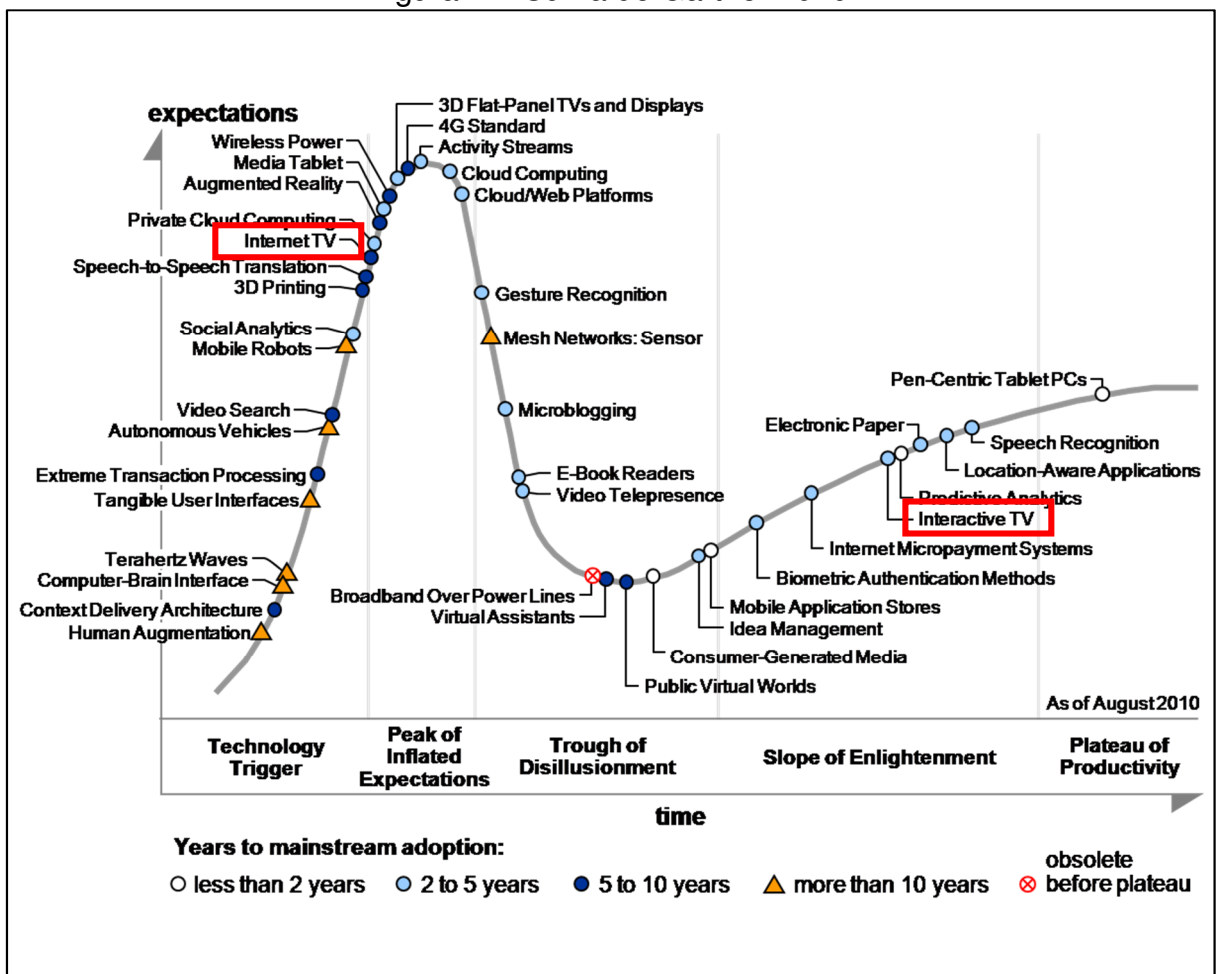 expectations
3D Flat-Panel TVs and Displays
4G Standard
Activity Streams
Wireless Power
Media Tablet
Augmented Reality
Cloud Computing
Cloud/Web Platforms
Private Cloud Computing
Internet TV
Speech-to-Speech Translation
3D Printing
Gesture Recognition
Social Analytics
Mobile Robots
Mesh Networks: Sensor
Pen-Centric Tablet PCs
Video Search
Autonomous Vehicles
Microblogging
Electronic Paper
Speech Recognition
Location-Aware Applications
Extreme Transaction Processing
Tangible User Interfaces
E-Book Readers
Video Telepresence
Predictive Analytics
Interactive TV
Internet Micropayment Systems
Biometric Authentication Methods
Terahertz Waves
Computer-Brain Interface
Context Delivery Architecture
Human Augmentation
Broadband Over Power Lines
Virtual Assistants
Mobile Application Stores
Idea Management
Consumer-Generated Media
Public Virtual Worlds
As of August 2010
Technology
Trigger
Peak of
Inflated
Expectations
Trough of
Disillusionment
Slope of Enlightenment
Plateau of
Productivity
time
Years to mainstream adoption:
less than 2 years
2 to 5 years
5 to 10 years
more than 10 years
obsolete
before plateau